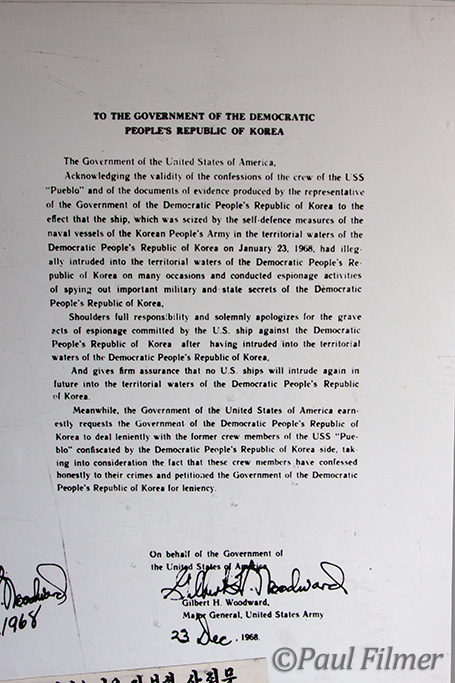 TO THE GOVERNMENT OF THE DEMOCRATIC
PEOPLE'S REPUBLIC OF KOREA
The Government of the United States of America,
Acknowledging the validity of the confessions of the crew of the USS
"Pueblo" and of the documents of evidence produced by the representative
of the Government of the Democratic People's Republic of Korea to the
effect that the ship, which was seized by the self-defence measures of the
naval vessels of the Korean People's Army in the territorial waters of the
Democratic People's Republic of Korea on January 23, 1968, had illeg-
ally intruded into the territorial waters of the Democratic People's Re-
public of Korea on many occasions and conducted espionage activities
of spying out important military and state secrets of the Democratic
People's Republic of Korea,
Shoulders full responsibility and solemnly apologizes for the grave
acts of espionage committed by the U.S. ship against the Democratic
People's Republic of Korea after having intruded into the territorial
waters of the Democratic People's Republic of Korea,
And gives firm assurance that no U.S. ships will intrude again in
future into the territorial waters of the Democratic People's Republic
of Korea.
Meanwhile, the Government of the United States of America earn-
estly requests the Government of the Democratic People's Republic of
Korea to deal leniently with the former crew members of the USS "Pue-
blo" confiscated by the Democratic People's Republic of Korea side, tak-
ing into consideration the fact that these crew members have confessed
honestly to their crimes and petitioned the Government of the Democratic
People's Republic of Korea for leniency.
On behalf of the Government of
the United States of America
Gilbert H. Woodward
Gilbert H. Woodward,
Major General, United States Army
23 Dec. 1968.
Woodward
1968
©Paul Filmer